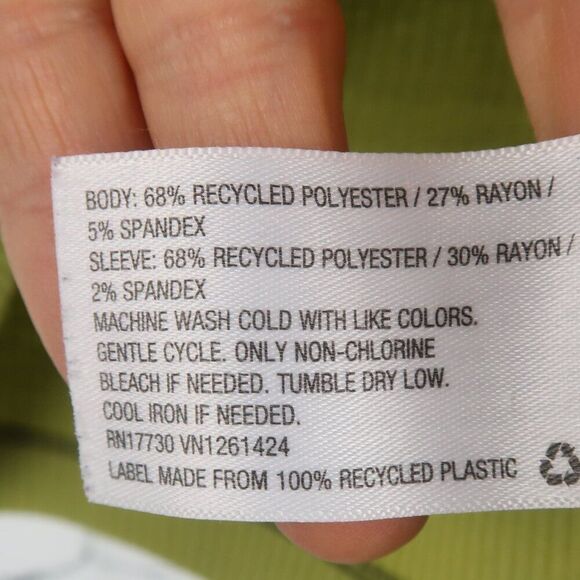 BODY: 68% RECYCLED POLYESTER / 27% RAYON /
5% SPANDEX
SLEEVE: 68% RECYCLED POLYESTER / 30% RAYON /
2% SPANDEX
MACHINE WASH COLD WITH LIKE COLORS.
GENTLE CYCLE. ONLY NON-CHLORINE
BLEACH IF NEEDED. TUMBLE DRY LOW.
COOL IRON IF NEEDED.
RN17730 VN1261424
LABEL MADE FROM 100% RECYCLED PLASTIC